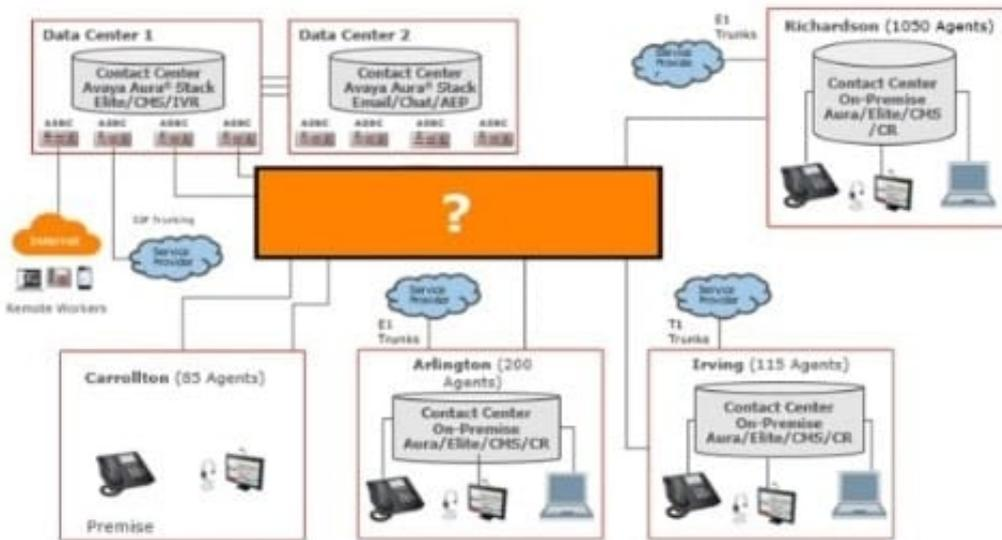 Data Center 1
Contact Center
Avaya Aura® Stack
Elite/CMS/IVR
ASBC ASBC ASBC ASBC
Data Center 2
Contact Center
Avaya Aura® Stack
Email/Chat/AEP
ASBC ASBC ASBC ASBC
E1
Trunks
Service
Provider
Richardson (1050 Agents)
Contact Center
On-Premise
Aura/Elite/CMS
/CR
?
Internet
Remote Workers
SIP Trunking
Service
Provider
Carrollton (85 Agents)
Premise
Service
Provider
E1
Trunks
Arlington (200
Agents)
Contact Center
On-Premise
Aura/Elite/CMS/CR
Service
Provider
T1
Trunks
Irving (115 Agents)
Contact Center
On-Premise
Aura/Elite/CMS/CR